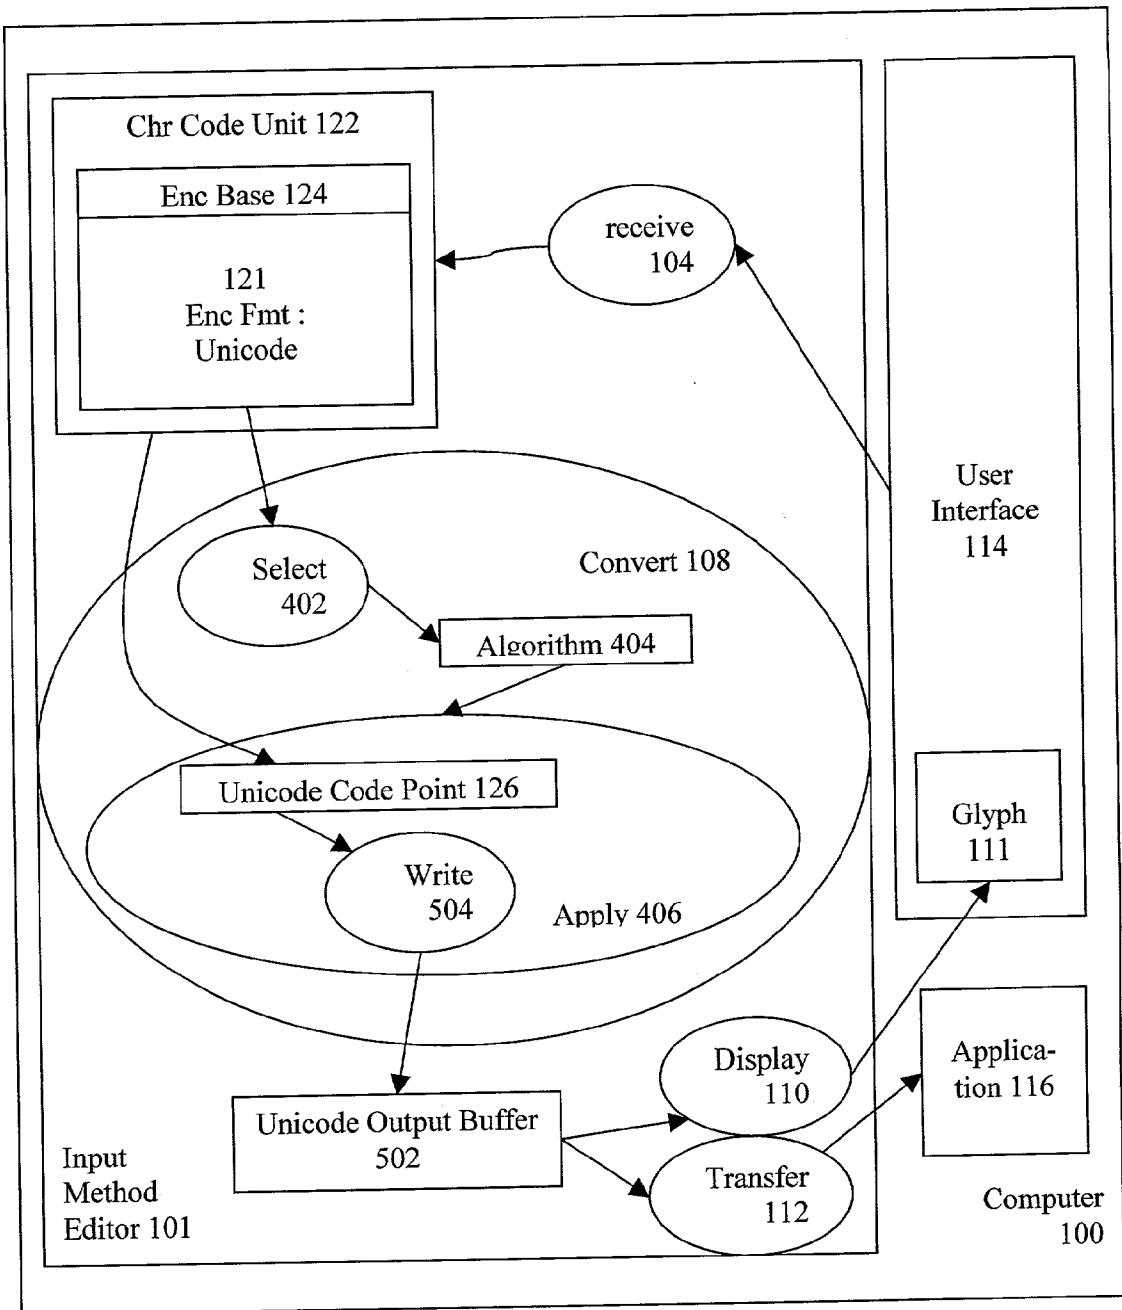 Chr Code Unit 122
Enc Base 124
121
Enc Fmt :
Unicode
receive
104
User
Interface
114
Select
402
Convert 108
Algorithm 404
Unicode Code Point 126
Write
504
Apply 406
Glyph
111
Display
110
Applica-
tion 116
Unicode Output Buffer
502
Transfer
112
Input
Method
Editor 101
Computer
100